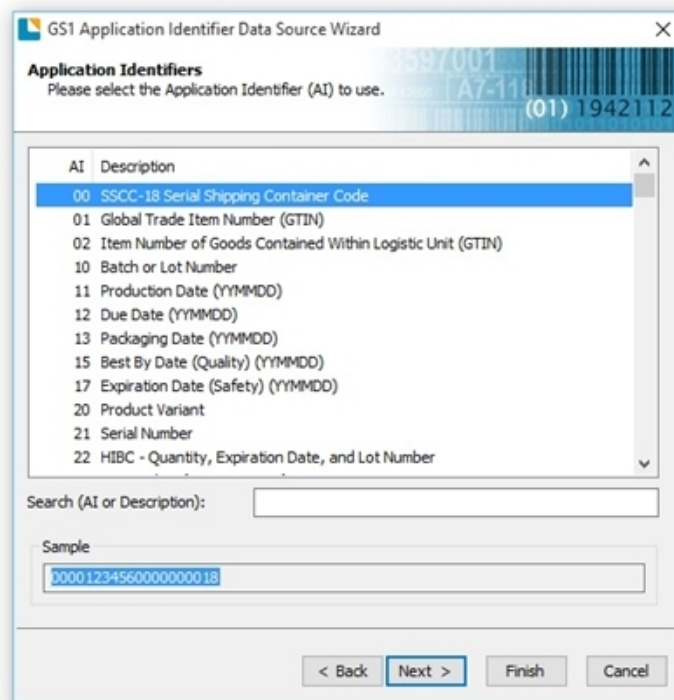 GS1 Application Identifier Data Source Wizard
Application Identifiers
Please select the Application Identifier (AI) to use.
3597001
A7-118
(01) 1942112
AI Description
00 SSCC-18 Serial Shipping Container Code
01 Global Trade Item Number (GTIN)
02 Item Number of Goods Contained Within Logistic Unit (GTIN)
10 Batch or Lot Number
11 Production Date (YYMMDD)
12 Due Date (YYMMDD)
13 Packaging Date (YYMMDD)
15 Best By Date (Quality) (YYMMDD)
17 Expiration Date (Safety) (YYMMDD)
20 Product Variant
21 Serial Number
22 HIBC - Quantity, Expiration Date, and Lot Number
Search (AI or Description):
Sample
00001234560000000018
< Back Next > Finish Cancel